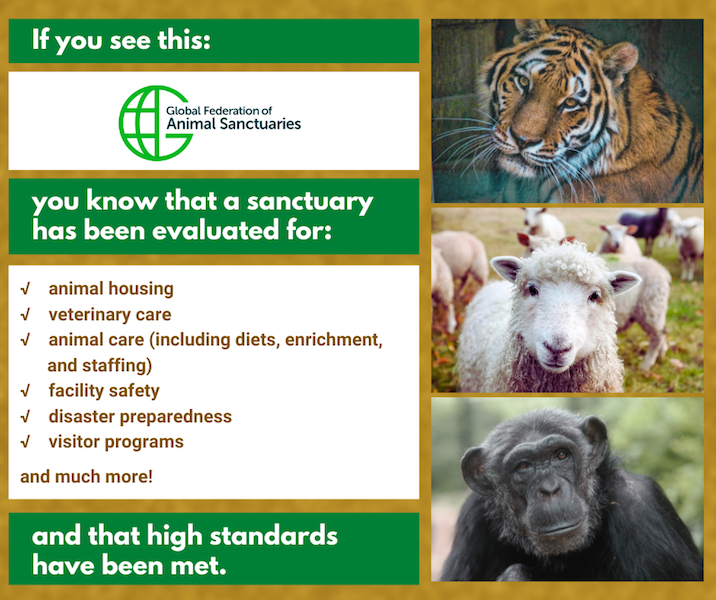 If you see this:
Global Federation of
Animal Sanctuaries
you know that a sanctuary
has been evaluated for:
√ animal housing
√ veterinary care
√ animal care (including diets, enrichment,
and staffing)
√ facility safety
√ disaster preparedness
√ visitor programs
and much more!
and that high standards
have been met.